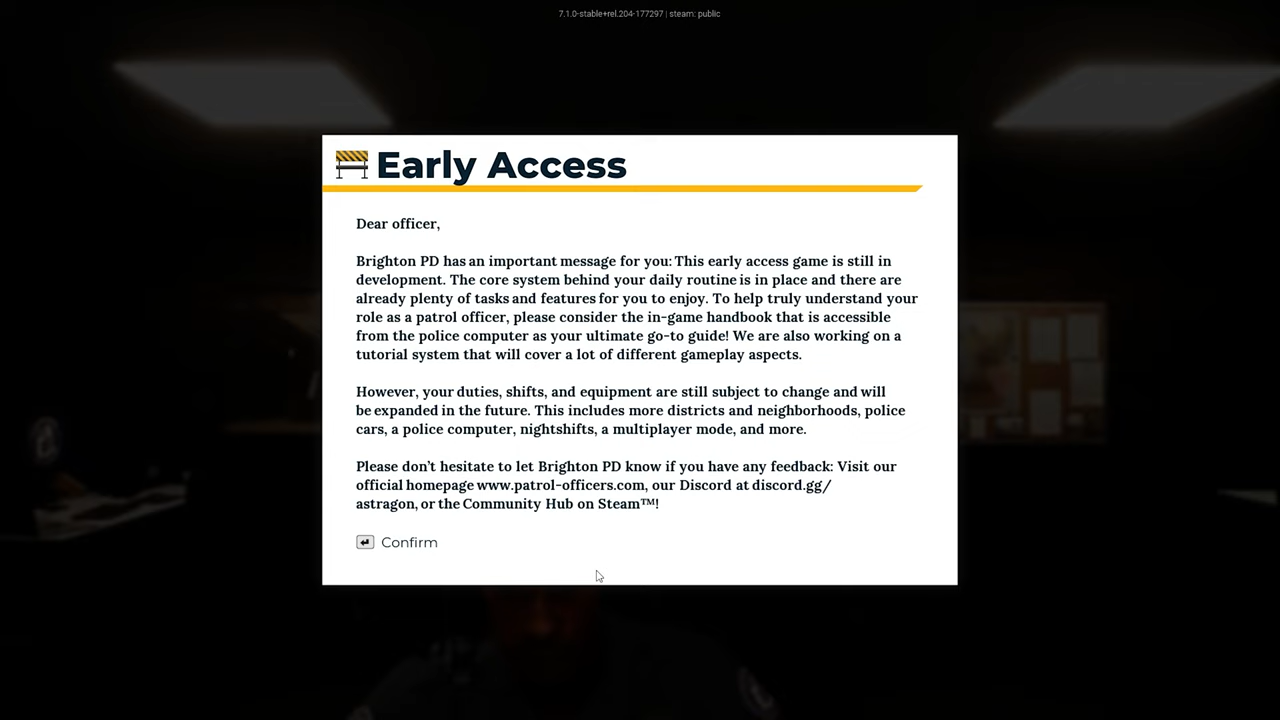 7.1.0-stable+rel.204-177297 | steam: public
Early Access
Dear officer,
Brighton PD has an important message for you: This early access game is still in
development. The core system behind your daily routine is in place and there are
already plenty of tasks and features for you to enjoy. To help truly understand your
role as a patrol officer, please consider the in-game handbook that is accessible
from the police computer as your ultimate go-to guide! We are also working on a
tutorial system that will cover a lot of different gameplay aspects.
However, your duties, shifts, and equipment are still subject to change and will
be expanded in the future. This includes more districts and neighborhoods, police
cars, a police computer, nightshifts, a multiplayer mode, and more.
Please don’t hesitate to let Brighton PD know if you have any feedback: Visit our
official homepage www.patrol-officers.com, our Discord at discord.gg/
astragon, or the Community Hub on Steam™!
Confirm